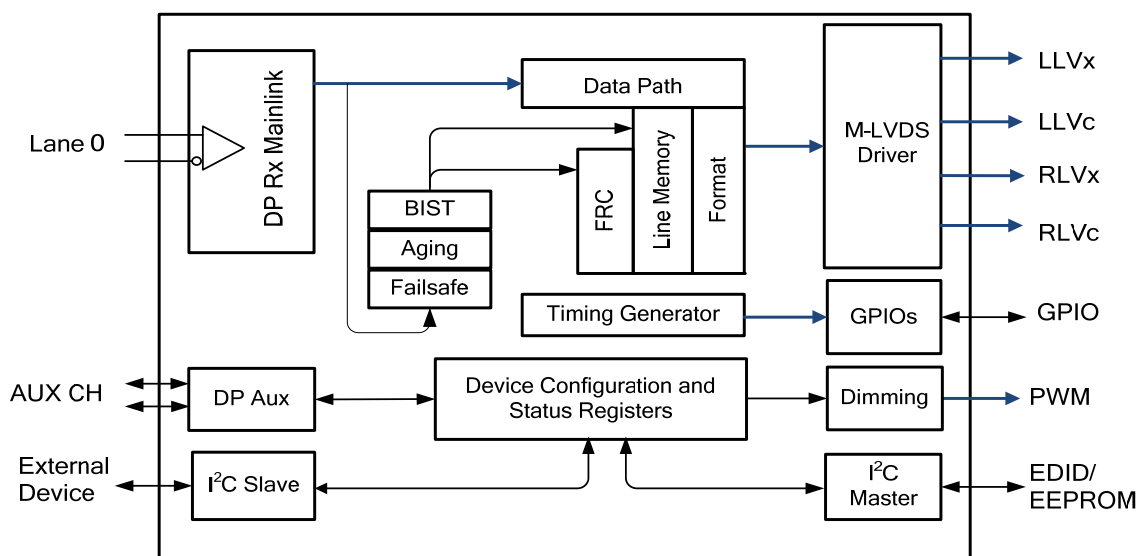 Lane 0
DP Rx Mainlink
Data Path
FRC
Line Memory
Format
BIST
Aging
Failsafe
M-LVDS
Driver
LLVx
LLVc
RLVx
RLVc
Timing Generator
GPIOs
GPIO
AUX CH
DP Aux
Device Configuration and
Status Registers
Dimming
PWM
External
Device
I²C Slave
I²C
Master
EDID/
EEPROM